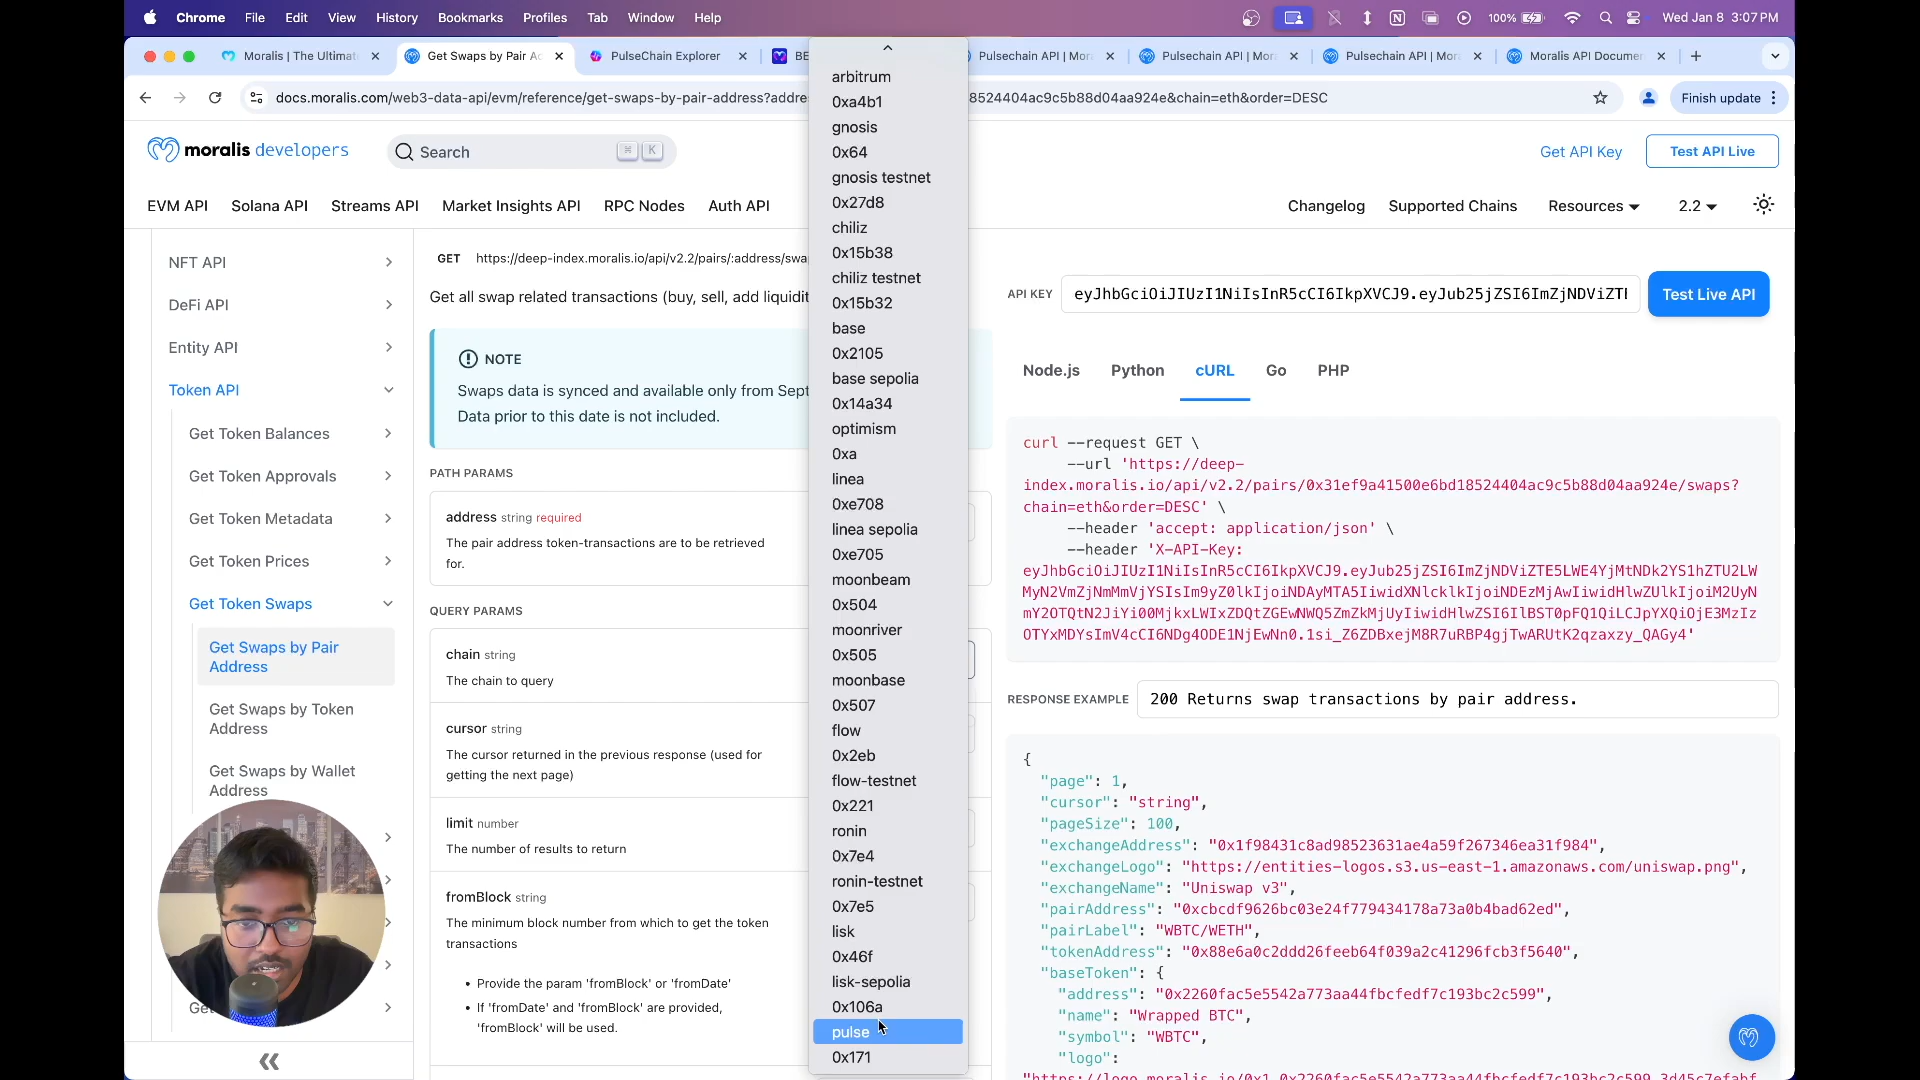 Chrome File Edit View History Bookmarks Profiles Tab Window Help
100% Wed Jan 8 3:07 PM
Moralis | The Ultimat
Get Swaps by Pair Ac
PulseChain Explorer
BE
Pulsechain API | Mora
Pulsechain API | Mora
Pulsechain API | Mora
Moralis API Documen
docs.moralis.com/web3-data-api/evm/reference/get-swaps-by-pair-address?addre
8524404ac9c5b88d04aa924e&chain=eth&order=DESC
Finish update
moralis developers
Search
⌘ K
Get API Key
Test API Live
EVM API Solana API Streams API Market Insights API RPC Nodes Auth API
Changelog Supported Chains Resources 2.2
NFT API
DeFi API
Entity API
Token API
Get Token Balances
Get Token Approvals
Get Token Metadata
Get Token Prices
Get Token Swaps
Get Swaps by Pair
Address
Get Swaps by Token
Address
Get Swaps by Wallet
Address
Ge
GET https://deep-index.moralis.io/api/v2.2/pairs/:address/swa
Get all swap related transactions (buy, sell, add liquidit
NOTE
Swaps data is synced and available only from Sept
Data prior to this date is not included.
PATH PARAMS
address string required
The pair address token-transactions are to be retrieved
for.
QUERY PARAMS
chain string
The chain to query
cursor string
The cursor returned in the previous response (used for
getting the next page)
limit number
The number of results to return
fromBlock string
The minimum block number from which to get the token
transactions
• Provide the param 'fromBlock' or 'fromDate'
• If 'fromDate' and 'fromBlock' are provided,
'fromBlock' will be used.
arbitrum
0xa4b1
gnosis
0x64
gnosis testnet
0x27d8
chiliz
0x15b38
chiliz testnet
0x15b32
base
0x2105
base sepolia
0x14a34
optimism
0xa
linea
0xe708
linea sepolia
0xe705
moonbeam
0x504
moonriver
0x505
moonbase
0x507
flow
0x2eb
flow-testnet
0x221
ronin
0x7e4
ronin-testnet
0x7e5
lisk
0x46f
lisk-sepolia
0x106a
pulse
0x171
API KEY
eyJhbGciOiJIUzI1NiIsInR5cCI6IkpXVCJ9.eyJub25jZSI6ImZjNDViZTI
Test Live API
Node.js Python cURL Go PHP
curl --request GET \
--url 'https://deep-
index.moralis.io/api/v2.2/pairs/0x31ef9a41500e6bd18524404ac9c5b88d04aa924e/swaps?
chain=eth&order=DESC' \
--header 'accept: application/json' \
--header 'X-API-Key:
RESPONSE EXAMPLE
200 Returns swap transactions by pair address.
{
"page": 1,
"cursor": "string",
"pageSize": 100,
"exchangeAddress": "0x1f98431c8ad98523631ae4a59f267346ea31f984",
"exchangeLogo": "https://entities-logos.s3.us-east-1.amazonaws.com/uniswap.png",
"exchangeName": "Uniswap v3",
"pairAddress": "0xcbcdf9626bc03e24f779434178a73a0b4bad62ed",
"pairLabel": "WBTC/WETH",
"tokenAddress": "0x88e6a0c2ddd26feeb64f039a2c41296fcb3f5640",
"baseToken": {
"address": "0x2260fac5e5542a773aa44fbcfedf7c193bc2c599",
"name": "Wrapped BTC",
"symbol": "WBTC",
"logo":